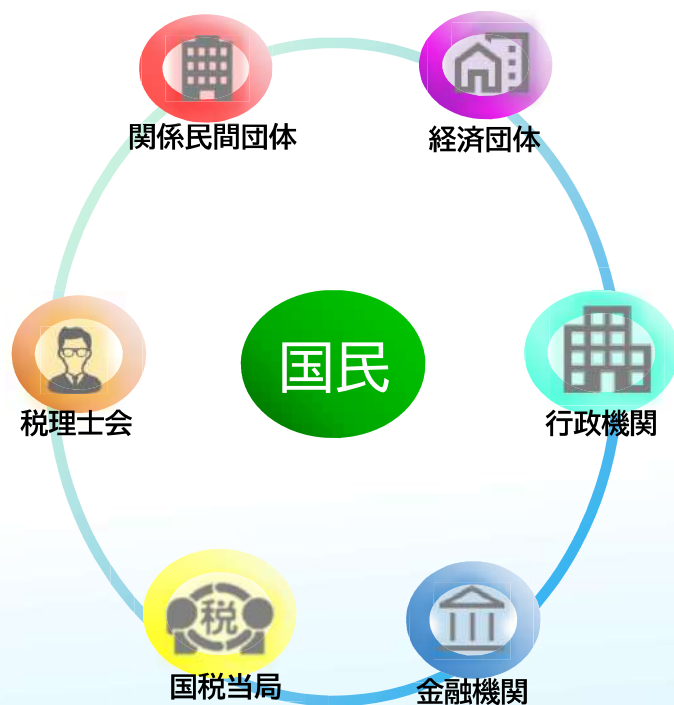 関係民間団体
経済団体
国民
税理士会
行政機関
税
国税当局
金融機関